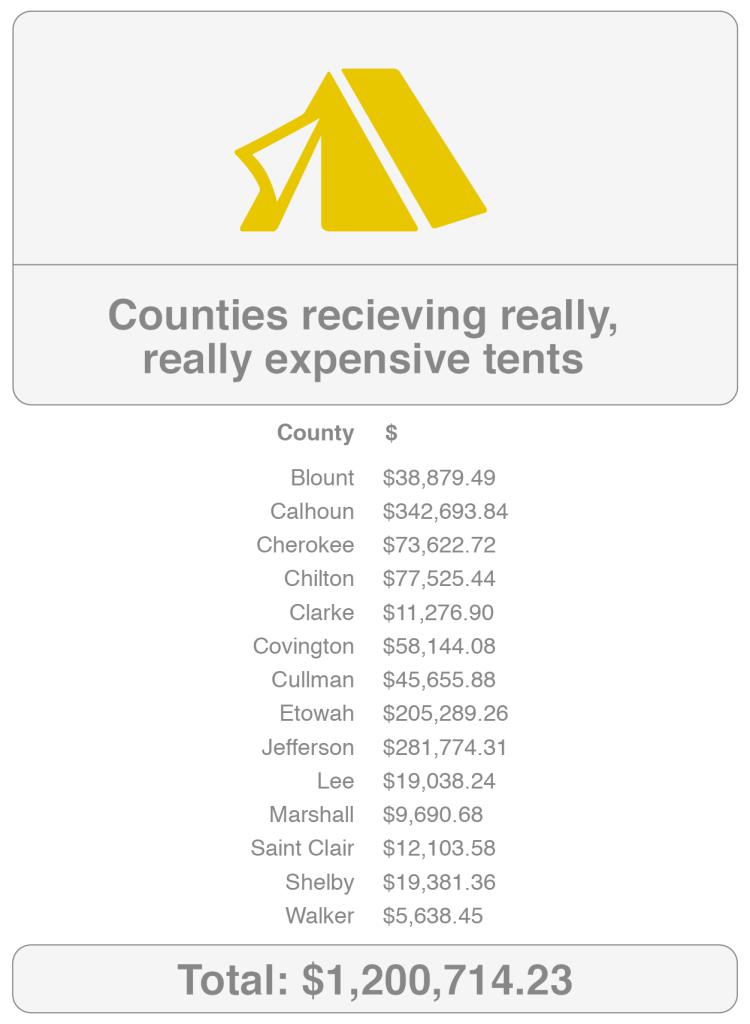 Counties recieving really,
really expensive tents
County $
Blount $38,879.49
Calhoun $342,693.84
Cherokee $73,622.72
Chilton $77,525.44
Clarke $11,276.90
Covington $58,144.08
Cullman $45,655.88
Etowah $205,289.26
Jefferson $281,774.31
Lee $19,038.24
Marshall $9,690.68
Saint Clair $12,103.58
Shelby $19,381.36
Walker $5,638.45
Total: $1,200,714.23